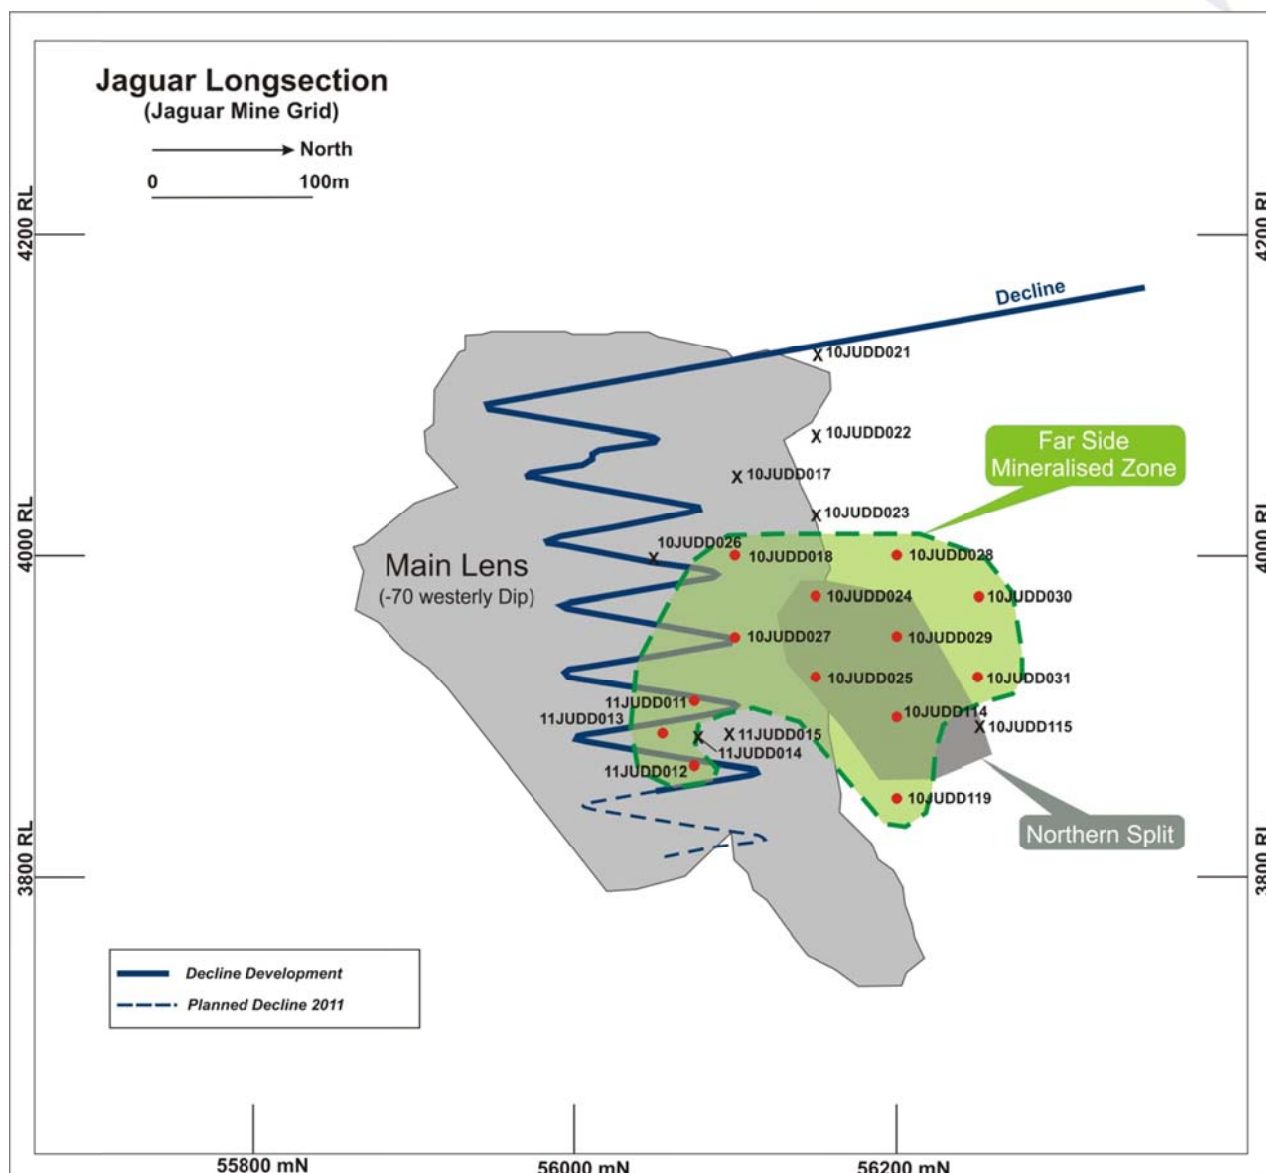 Jaguar Longsection
(Jaguar Mine Grid)
North
0 100m
4200 RL
4200 RL
Decline
X 10JUDD021
X 10JUDD022
Far Side
Mineralised Zone
X 10JUDD017
X 10JUDD023
X 10JUDD026
4000 RL
10JUDD018
10JUDD028
4000 RL
Main Lens
(-70 westerly Dip)
10JUDD024
10JUDD030
10JUDD027
10JUDD029
10JUDD025
10JUDD031
11JUDD011
11JUDD013
10JUDD114
X 10JUDD115
X 11JUDD015
X 11JUDD014
11JUDD012
10JUDD119
Northern Split
3800 RL
3800 RL
Decline Development
Planned Decline 2011
55800 mN
56000 mN
56200 mN